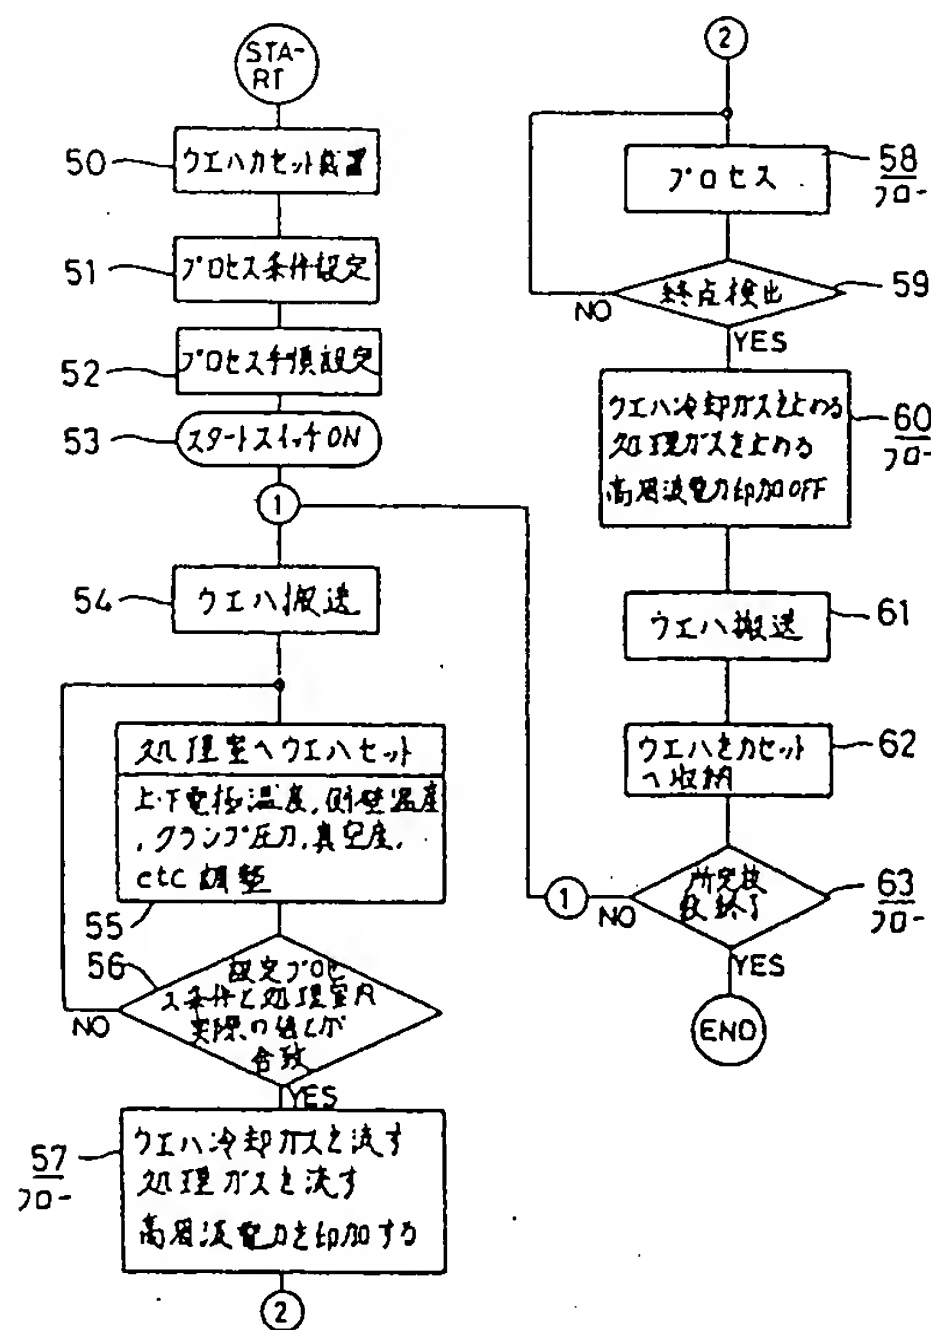 STA-
RT
50
ウエハカセット載置
51
プロセス条件設定
52
プロセス手順設定
53
スタートスイッチON
1
54
ウエハ搬送
処理室へウエハセット
上下電極温度,側壁温度
,クランプ圧力,真空度,
etc 調整
55
56
設定プロセ
ス条件と処理室内
実際の値とが
合致
NO
YES
57
フロー
ウエハ冷却ガスを流す
処理ガスを流す
高周波電力を印加する
2
2
プロセス
58
フロー
終点検出
59
NO
YES
ウエハ冷却ガスを止める
処理ガスを止める
高周波電力印加OFF
60
フロー
ウエハ搬送
61
ウエハをカセット
へ収納
62
所定枚
数終了
63
フロー
1
NO
YES
END